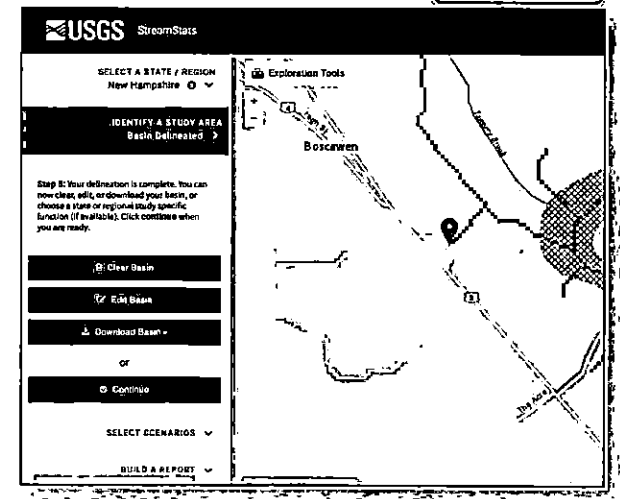 USGS StreamStats
SELECT A STATE / REGION
New Hampshire
IDENTIFY A STUDY AREA
Basin Delineated
Step 5: Your delineation is complete. You can
now clear, edit, or download your basin, or
choose a state or regional study specific
function (if available). Click continue when
you are ready.
Clear Basin
Edit Basin
Download Basin
or
Continue
SELECT SCENARIOS
BUILD A REPORT
Exploration Tools
+
-
4
Boscawen
3